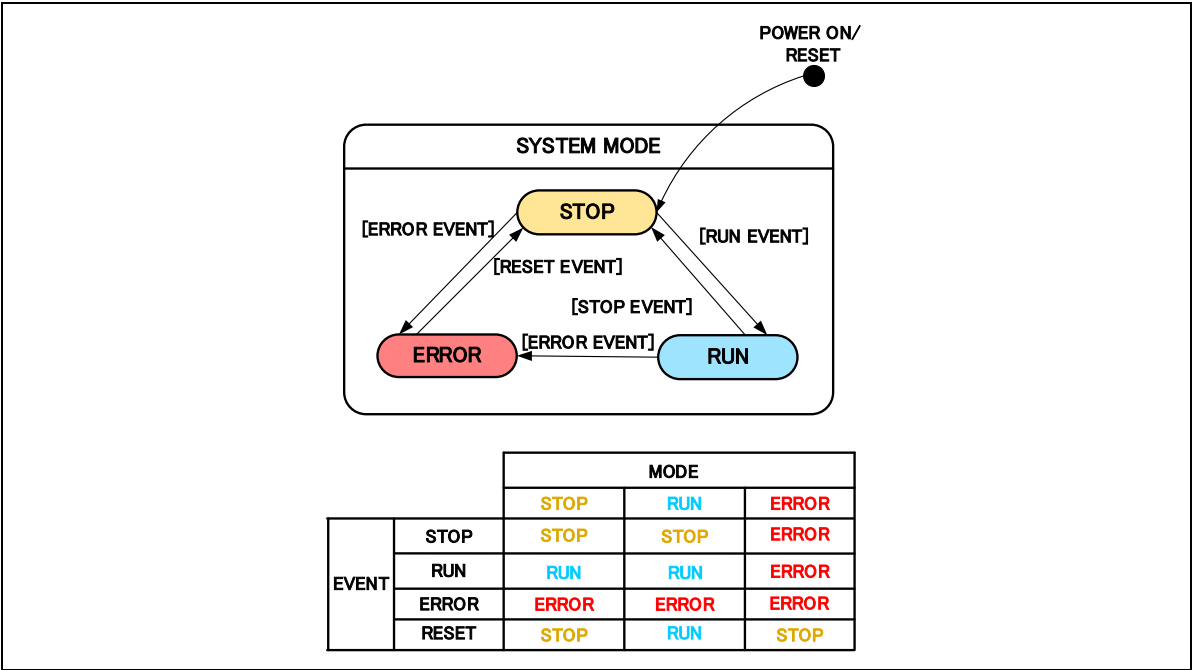 POWER ON/
RESET
SYSTEM MODE
STOP
[ERROR EVENT]
[RUN EVENT]
[RESET EVENT]
[STOP EVENT]
[ERROR EVENT]
ERROR
RUN
MODE
STOP RUN ERROR
EVENT
STOP STOP STOP ERROR
RUN RUN RUN ERROR
ERROR ERROR ERROR ERROR
RESET STOP RUN STOP